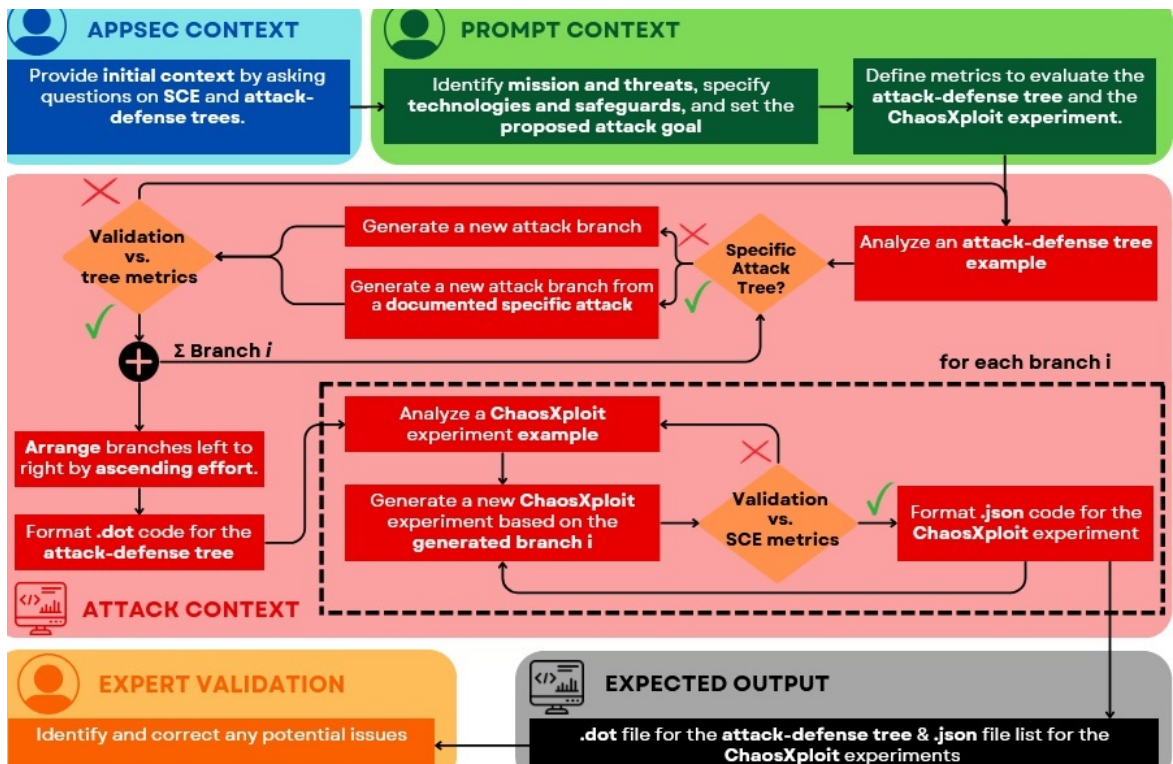 APPSEC CONTEXT
Provide initial context by asking
questions on SCE and attack-
defense trees.
PROMPT CONTEXT
Identify mission and threats, specify
technologies and safeguards, and set the
proposed attack goal
Define metrics to evaluate the
attack-defense tree and the
ChaosXploit experiment.
Validation
vs.
tree metrics
Generate a new attack branch
Generate a new attack branch from
a documented specific attack
Specific
Attack
Tree?
Analyze an attack-defense tree
example
Σ Branch i
for each branch i
Arrange branches left to
right by ascending effort.
Format .dot code for the
attack-defense tree
Analyze a ChaosXploit
experiment example
Generate a new ChaosXploit
experiment based on the
generated branch i
Validation
vs.
SCE metrics
Format .json code for the
ChaosXploit experiment
</>
ATTACK CONTEXT
EXPERT VALIDATION
Identify and correct any potential issues
</>
EXPECTED OUTPUT
.dot file for the attack-defense tree & .json file list for the
ChaosXploit experiments